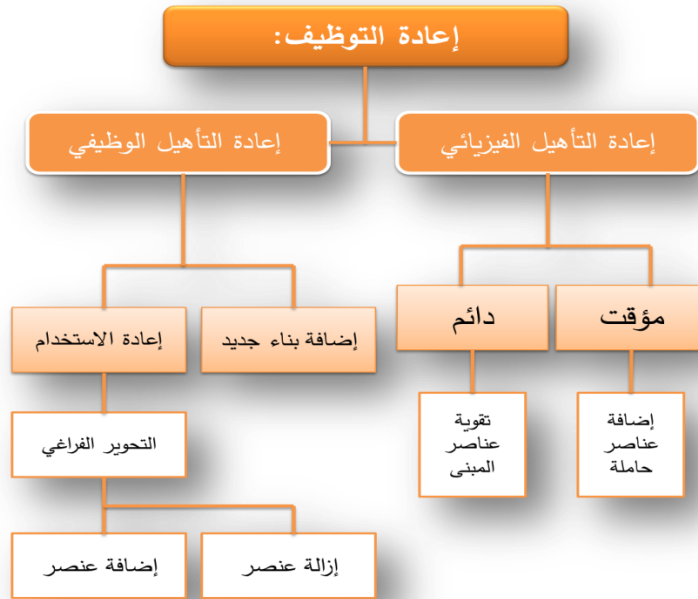 إعادة التوظيف:
إعادة التأهيل الفيزيائي
إعادة التأهيل الوظيفي
مؤقت
دائم
إضافة بناء جديد
إعادة الاستخدام
إضافة
عناصر
حاملة
تقوية
عناصر
المبنى
التحوير الفراغي
إزالة عنصر
إضافة عنصر